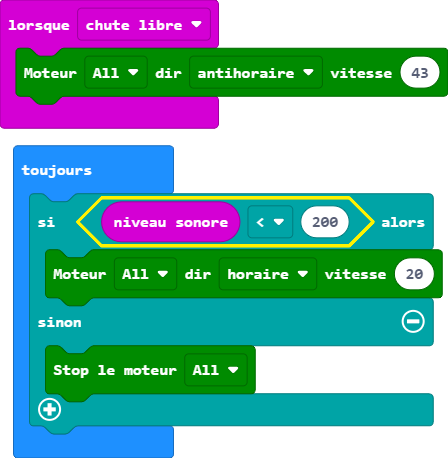 lorsque chute libre
Moteur All dir antihoraire vitesse 43
toujours
si niveau sonore < 200 alors
Moteur All dir horaire vitesse 20
sinon
Stop le moteur All